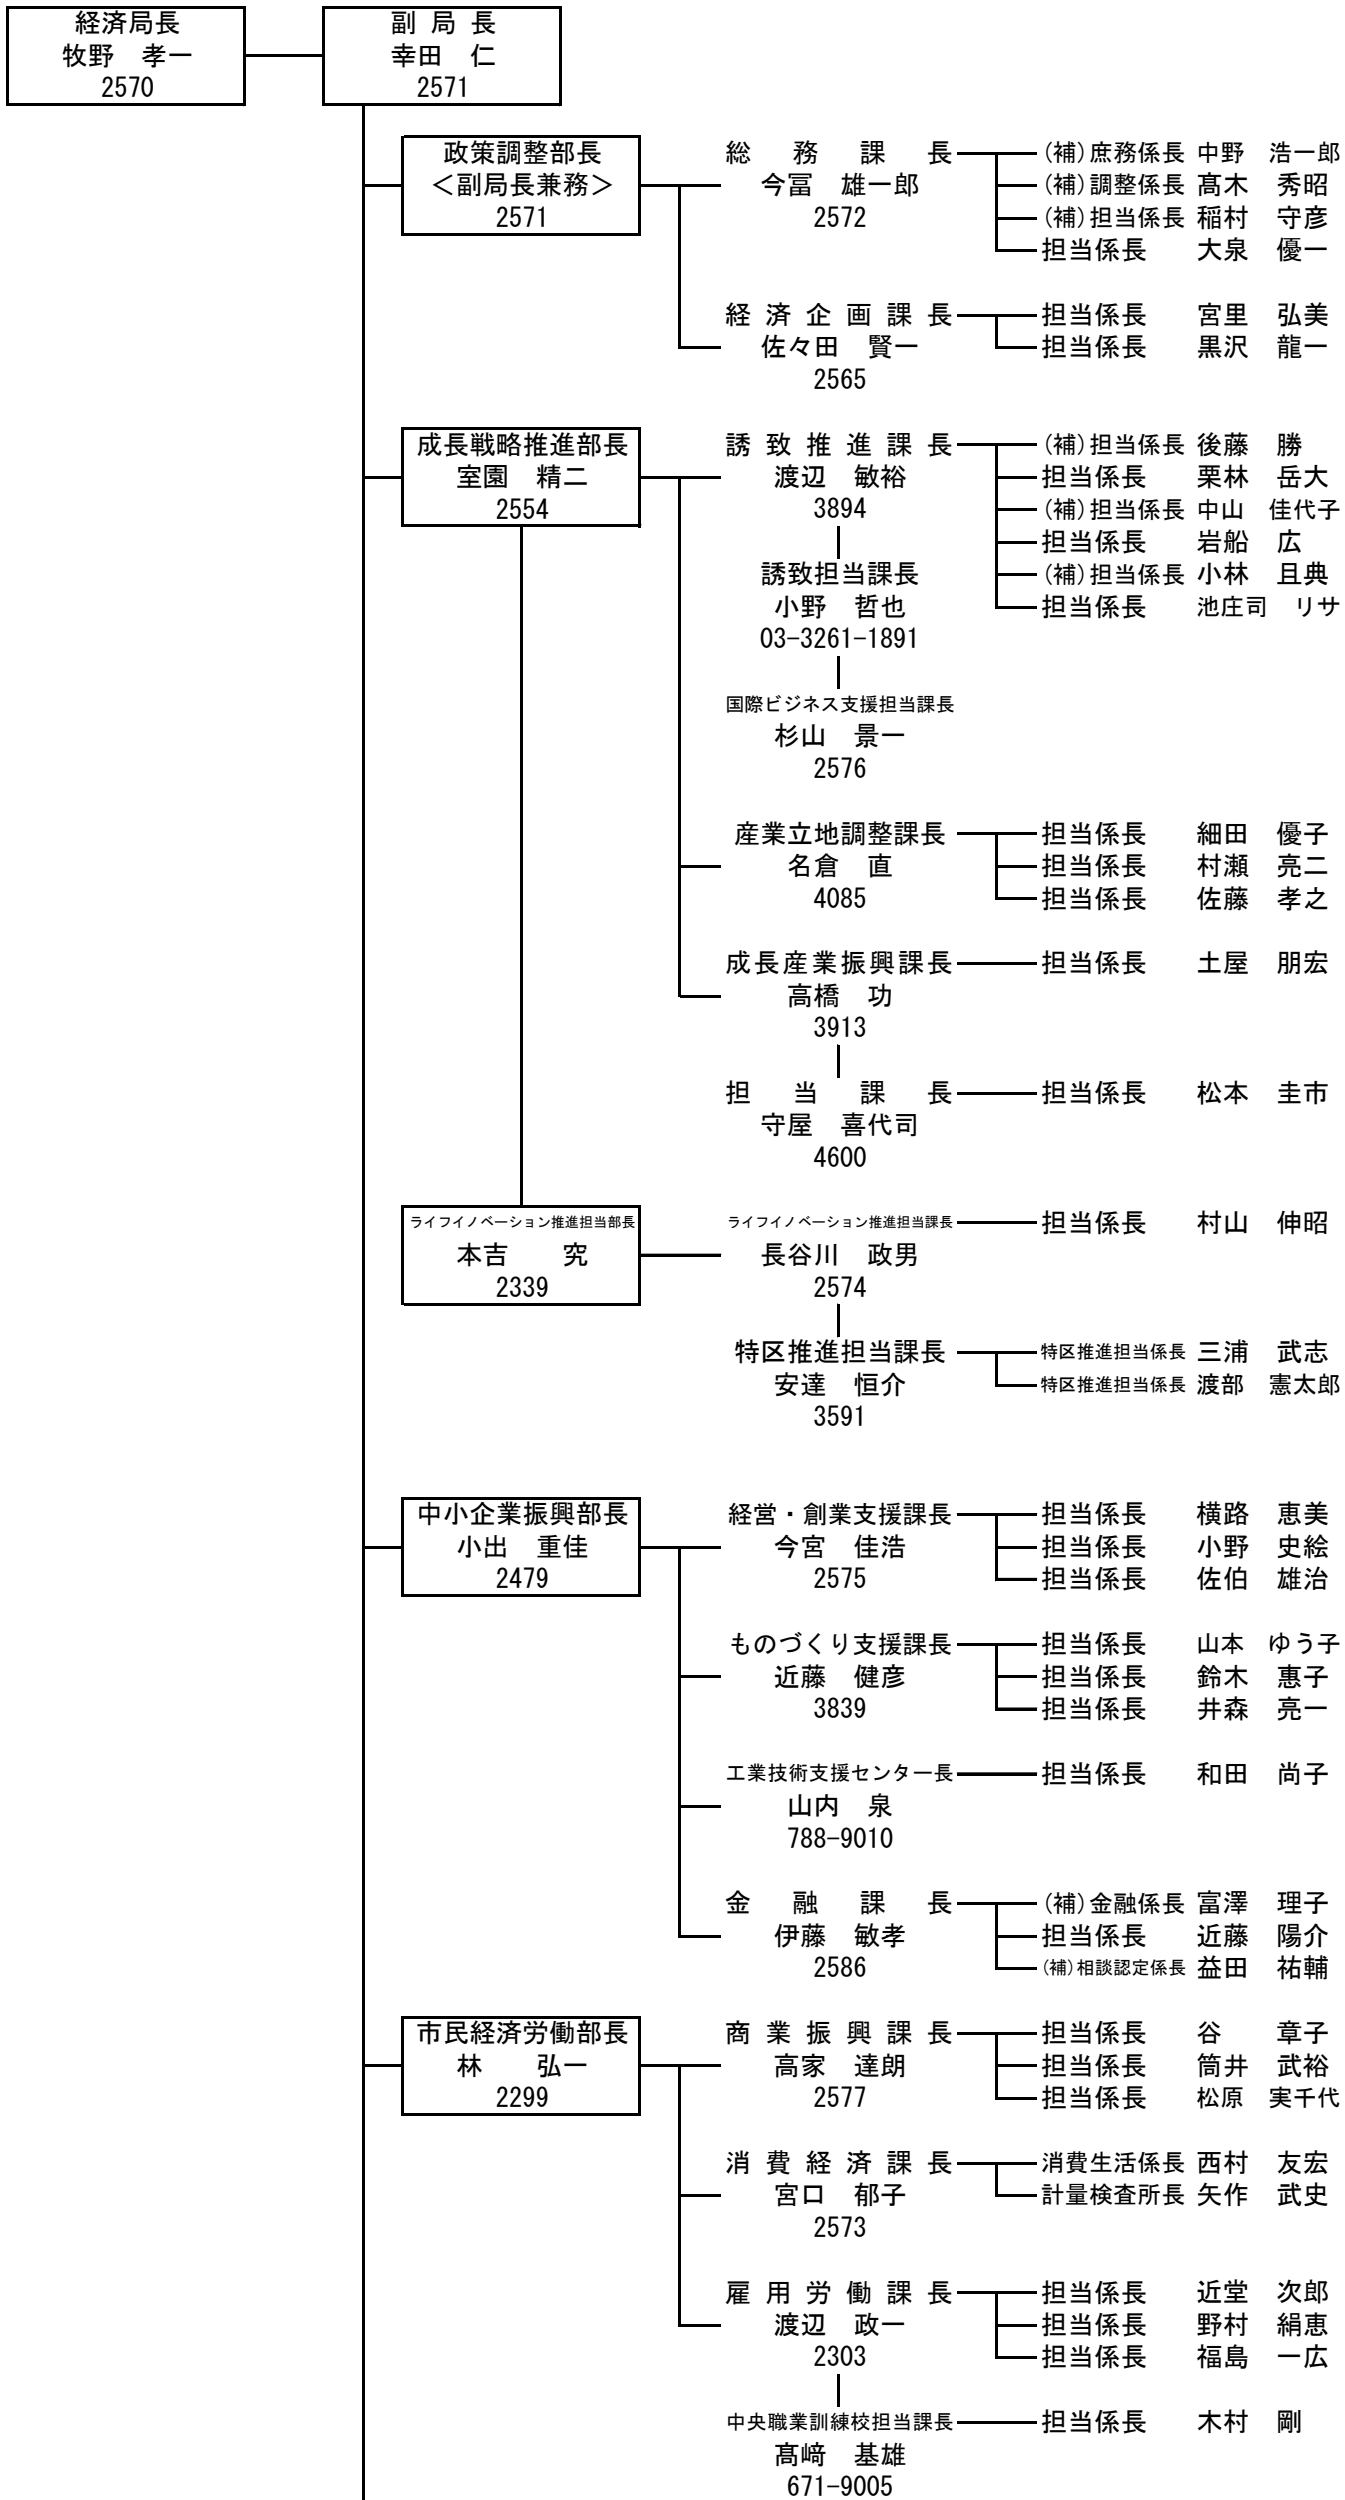 経済局長 副局長
牧野 孝一 幸田 仁
2570 2571
政策調整部長 総務課長 (補)庶務係長 中野 浩一郎
＜副局長兼務＞ 今冨 雄一郎 (補)調整係長 髙木 秀昭
2571 2572 (補)担当係長 稲村 守彦
担当係長 大泉 優一
経済企画課長 担当係長 宮里 弘美
佐々田 賢一 担当係長 黒沢 龍一
2565
成長戦略推進部長 誘致推進課長 (補)担当係長 後藤 勝
室園 精二 渡辺 敏裕 担当係長 栗林 岳大
2554 3894 (補)担当係長 中山 佳代子
担当係長 岩船 広
誘致担当課長 (補)担当係長 小林 且典
小野 哲也 担当係長 池庄司 リサ
03-3261-1891
国際ビジネス支援担当課長
杉山 景一
2576
産業立地調整課長 担当係長 細田 優子
名倉 直 担当係長 村瀬 亮二
4085 担当係長 佐藤 孝之
成長産業振興課長 担当係長 土屋 朋宏
高橋 功
3913
担当課長 担当係長 松本 圭市
守屋 喜代司
4600
ライフイノベーション推進担当部長 ライフイノベーション推進担当課長 担当係長 村山 伸昭
本吉 究 長谷川 政男
2339 2574
特区推進担当課長 特区推進担当係長 三浦 武志
安達 恒介 特区推進担当係長 渡部 憲太郎
3591
中小企業振興部長 経営・創業支援課長 担当係長 横路 恵美
小出 重佳 今宮 佳浩 担当係長 小野 史絵
2479 2575 担当係長 佐伯 雄治
ものづくり支援課長 担当係長 山本 ゆう子
近藤 健彦 担当係長 鈴木 惠子
3839 担当係長 井森 亮一
工業技術支援センター長 担当係長 和田 尚子
山内 泉
788-9010
金融課長 (補)金融係長 富澤 理子
伊藤 敏孝 担当係長 近藤 陽介
2586 (補)相談認定係長 益田 祐輔
市民経済労働部長 商業振興課長 担当係長 谷 章子
林 弘一 高家 達朗 担当係長 筒井 武裕
2299 2577 担当係長 松原 実千代
消費経済課長 消費生活係長 西村 友宏
宮口 郁子 計量検査所長 矢作 武史
2573
雇用労働課長 担当係長 近堂 次郎
渡辺 政一 担当係長 野村 絹恵
2303 担当係長 福島 一広
中央職業訓練校担当課長 担当係長 木村 剛
髙﨑 基雄
671-9005